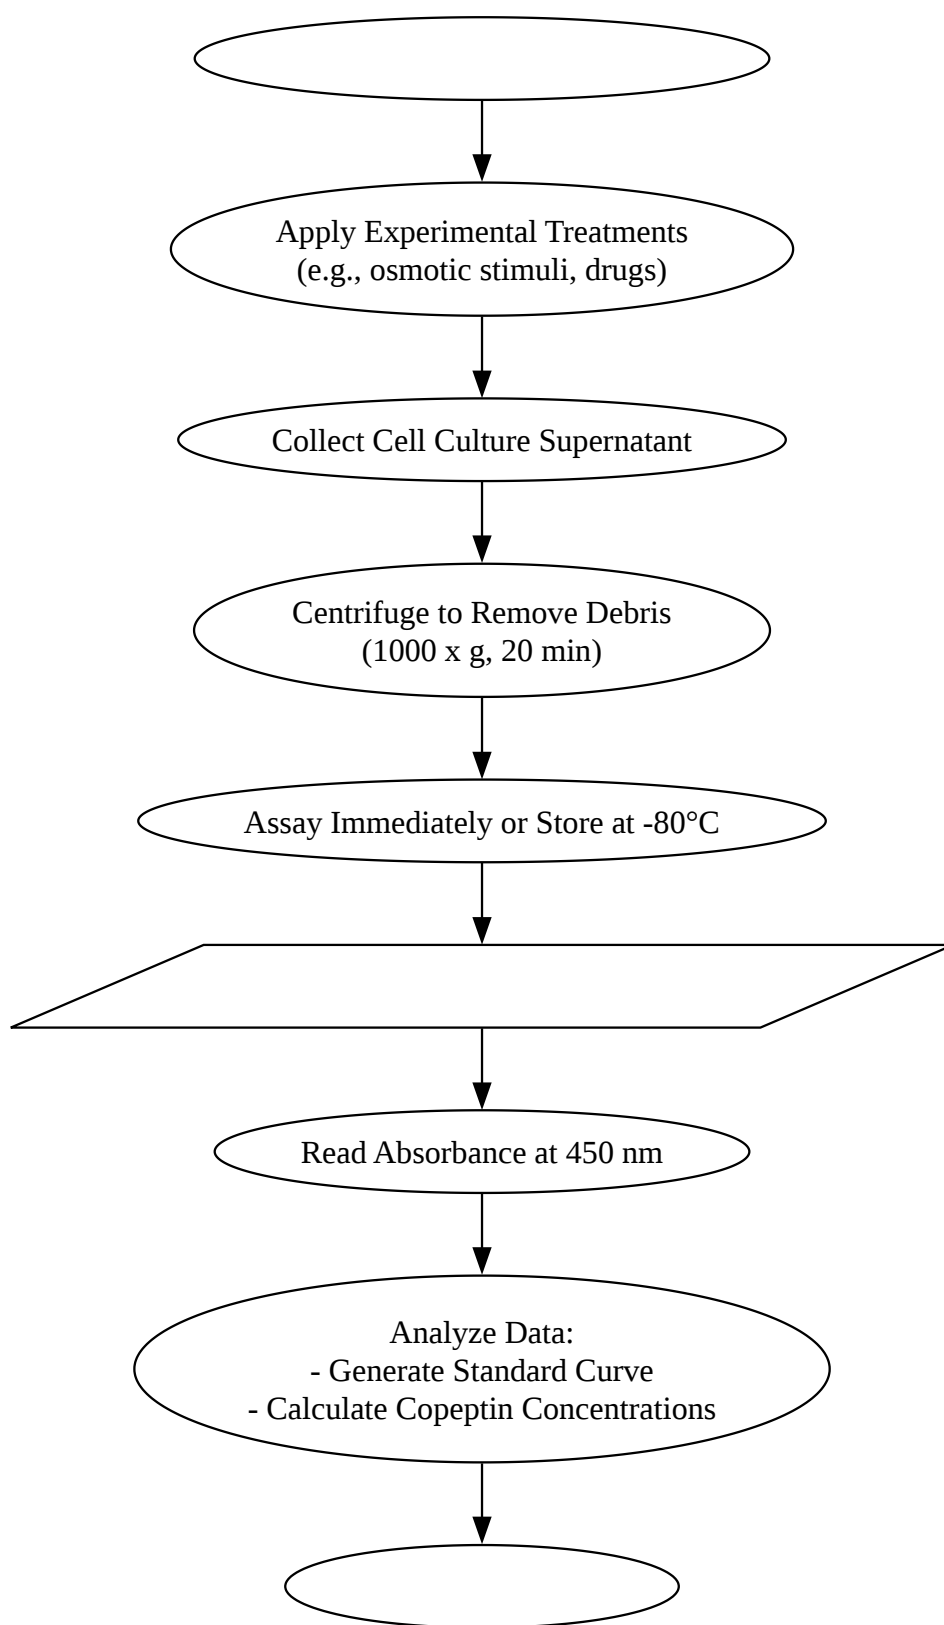 Apply Experimental Treatments
(e.g., osmotic stimuli, drugs)
Collect Cell Culture Supernatant
Centrifuge to Remove Debris
(1000 x g, 20 min)
Assay Immediately or Store at -80°C
Read Absorbance at 450 nm
Analyze Data:
- Generate Standard Curve
- Calculate Copeptin Concentrations